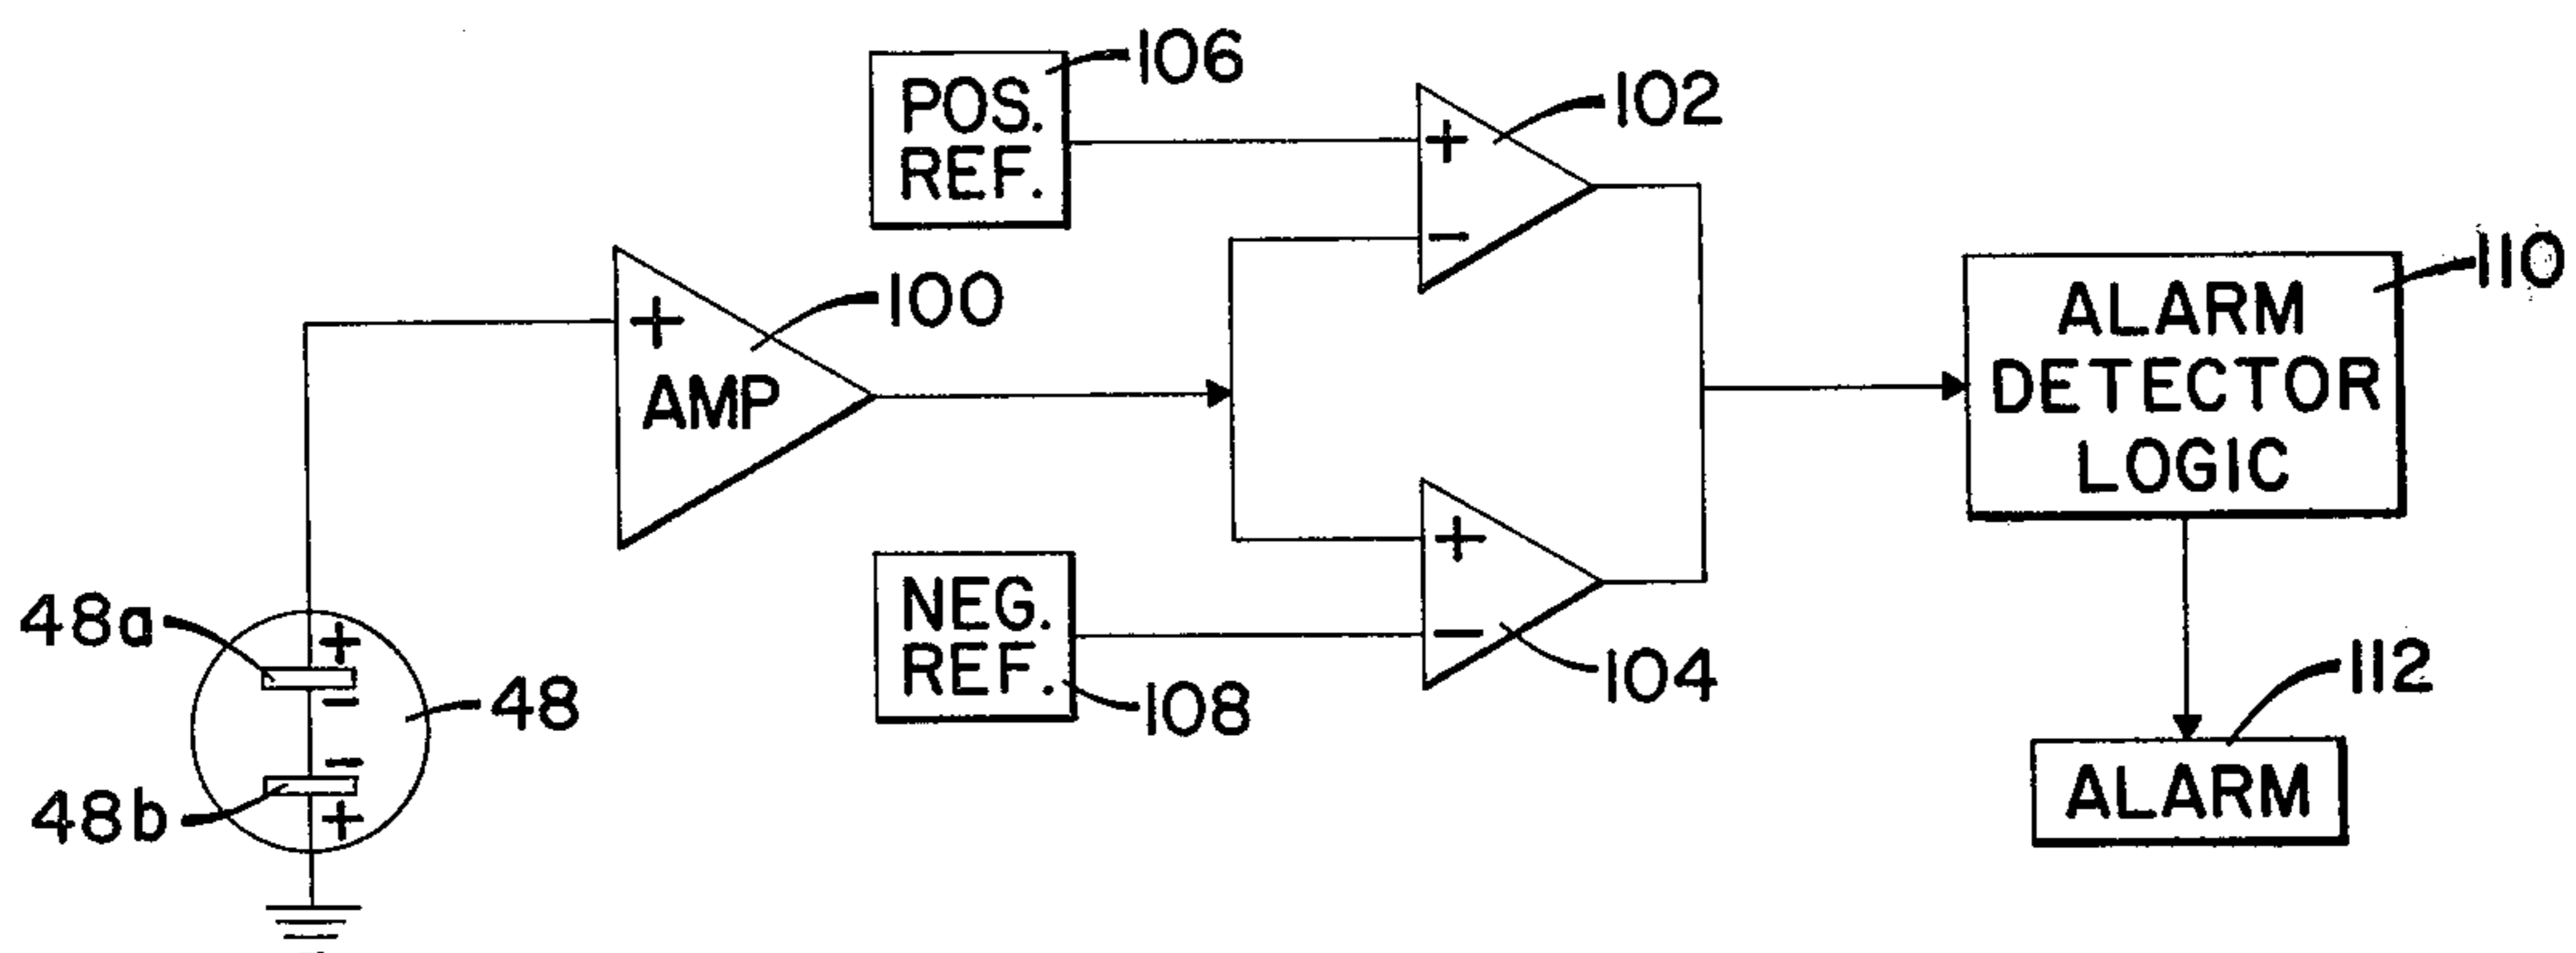 106
POS.
REF.
+
-
102
100
+
AMP
110
ALARM
DETECTOR
LOGIC
NEG.
REF.
108
+
-
104
112
ALARM
48a
+
-
48
-
+
48b